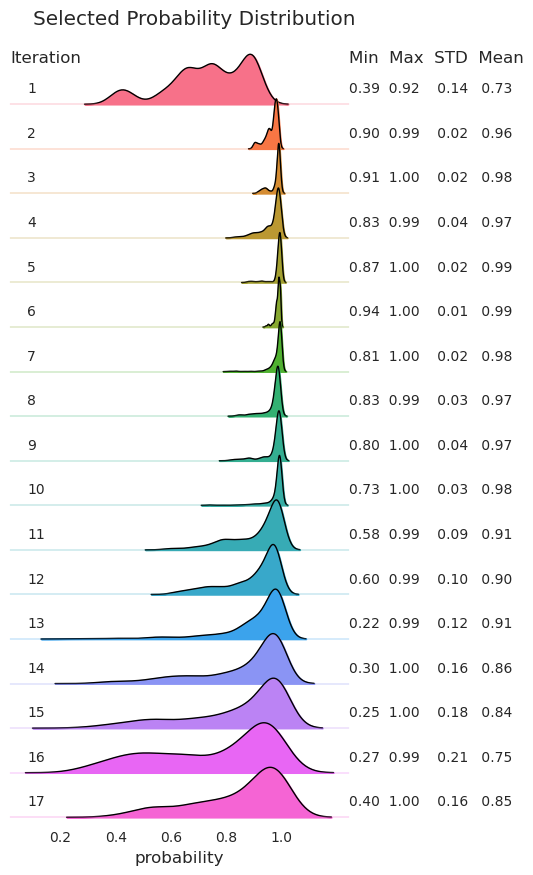 Selected Probability Distribution
Iteration Min Max STD Mean
1 0.39 0.92 0.14 0.73
2 0.90 0.99 0.02 0.96
3 0.91 1.00 0.02 0.98
4 0.83 0.99 0.04 0.97
5 0.87 1.00 0.02 0.99
6 0.94 1.00 0.01 0.99
7 0.81 1.00 0.02 0.98
8 0.83 0.99 0.03 0.97
9 0.80 1.00 0.04 0.97
10 0.73 1.00 0.03 0.98
11 0.58 0.99 0.09 0.91
12 0.60 0.99 0.10 0.90
13 0.22 0.99 0.12 0.91
14 0.30 1.00 0.16 0.86
15 0.25 1.00 0.18 0.84
16 0.27 0.99 0.21 0.75
17 0.40 1.00 0.16 0.85
0.2 0.4 0.6 0.8 1.0
probability